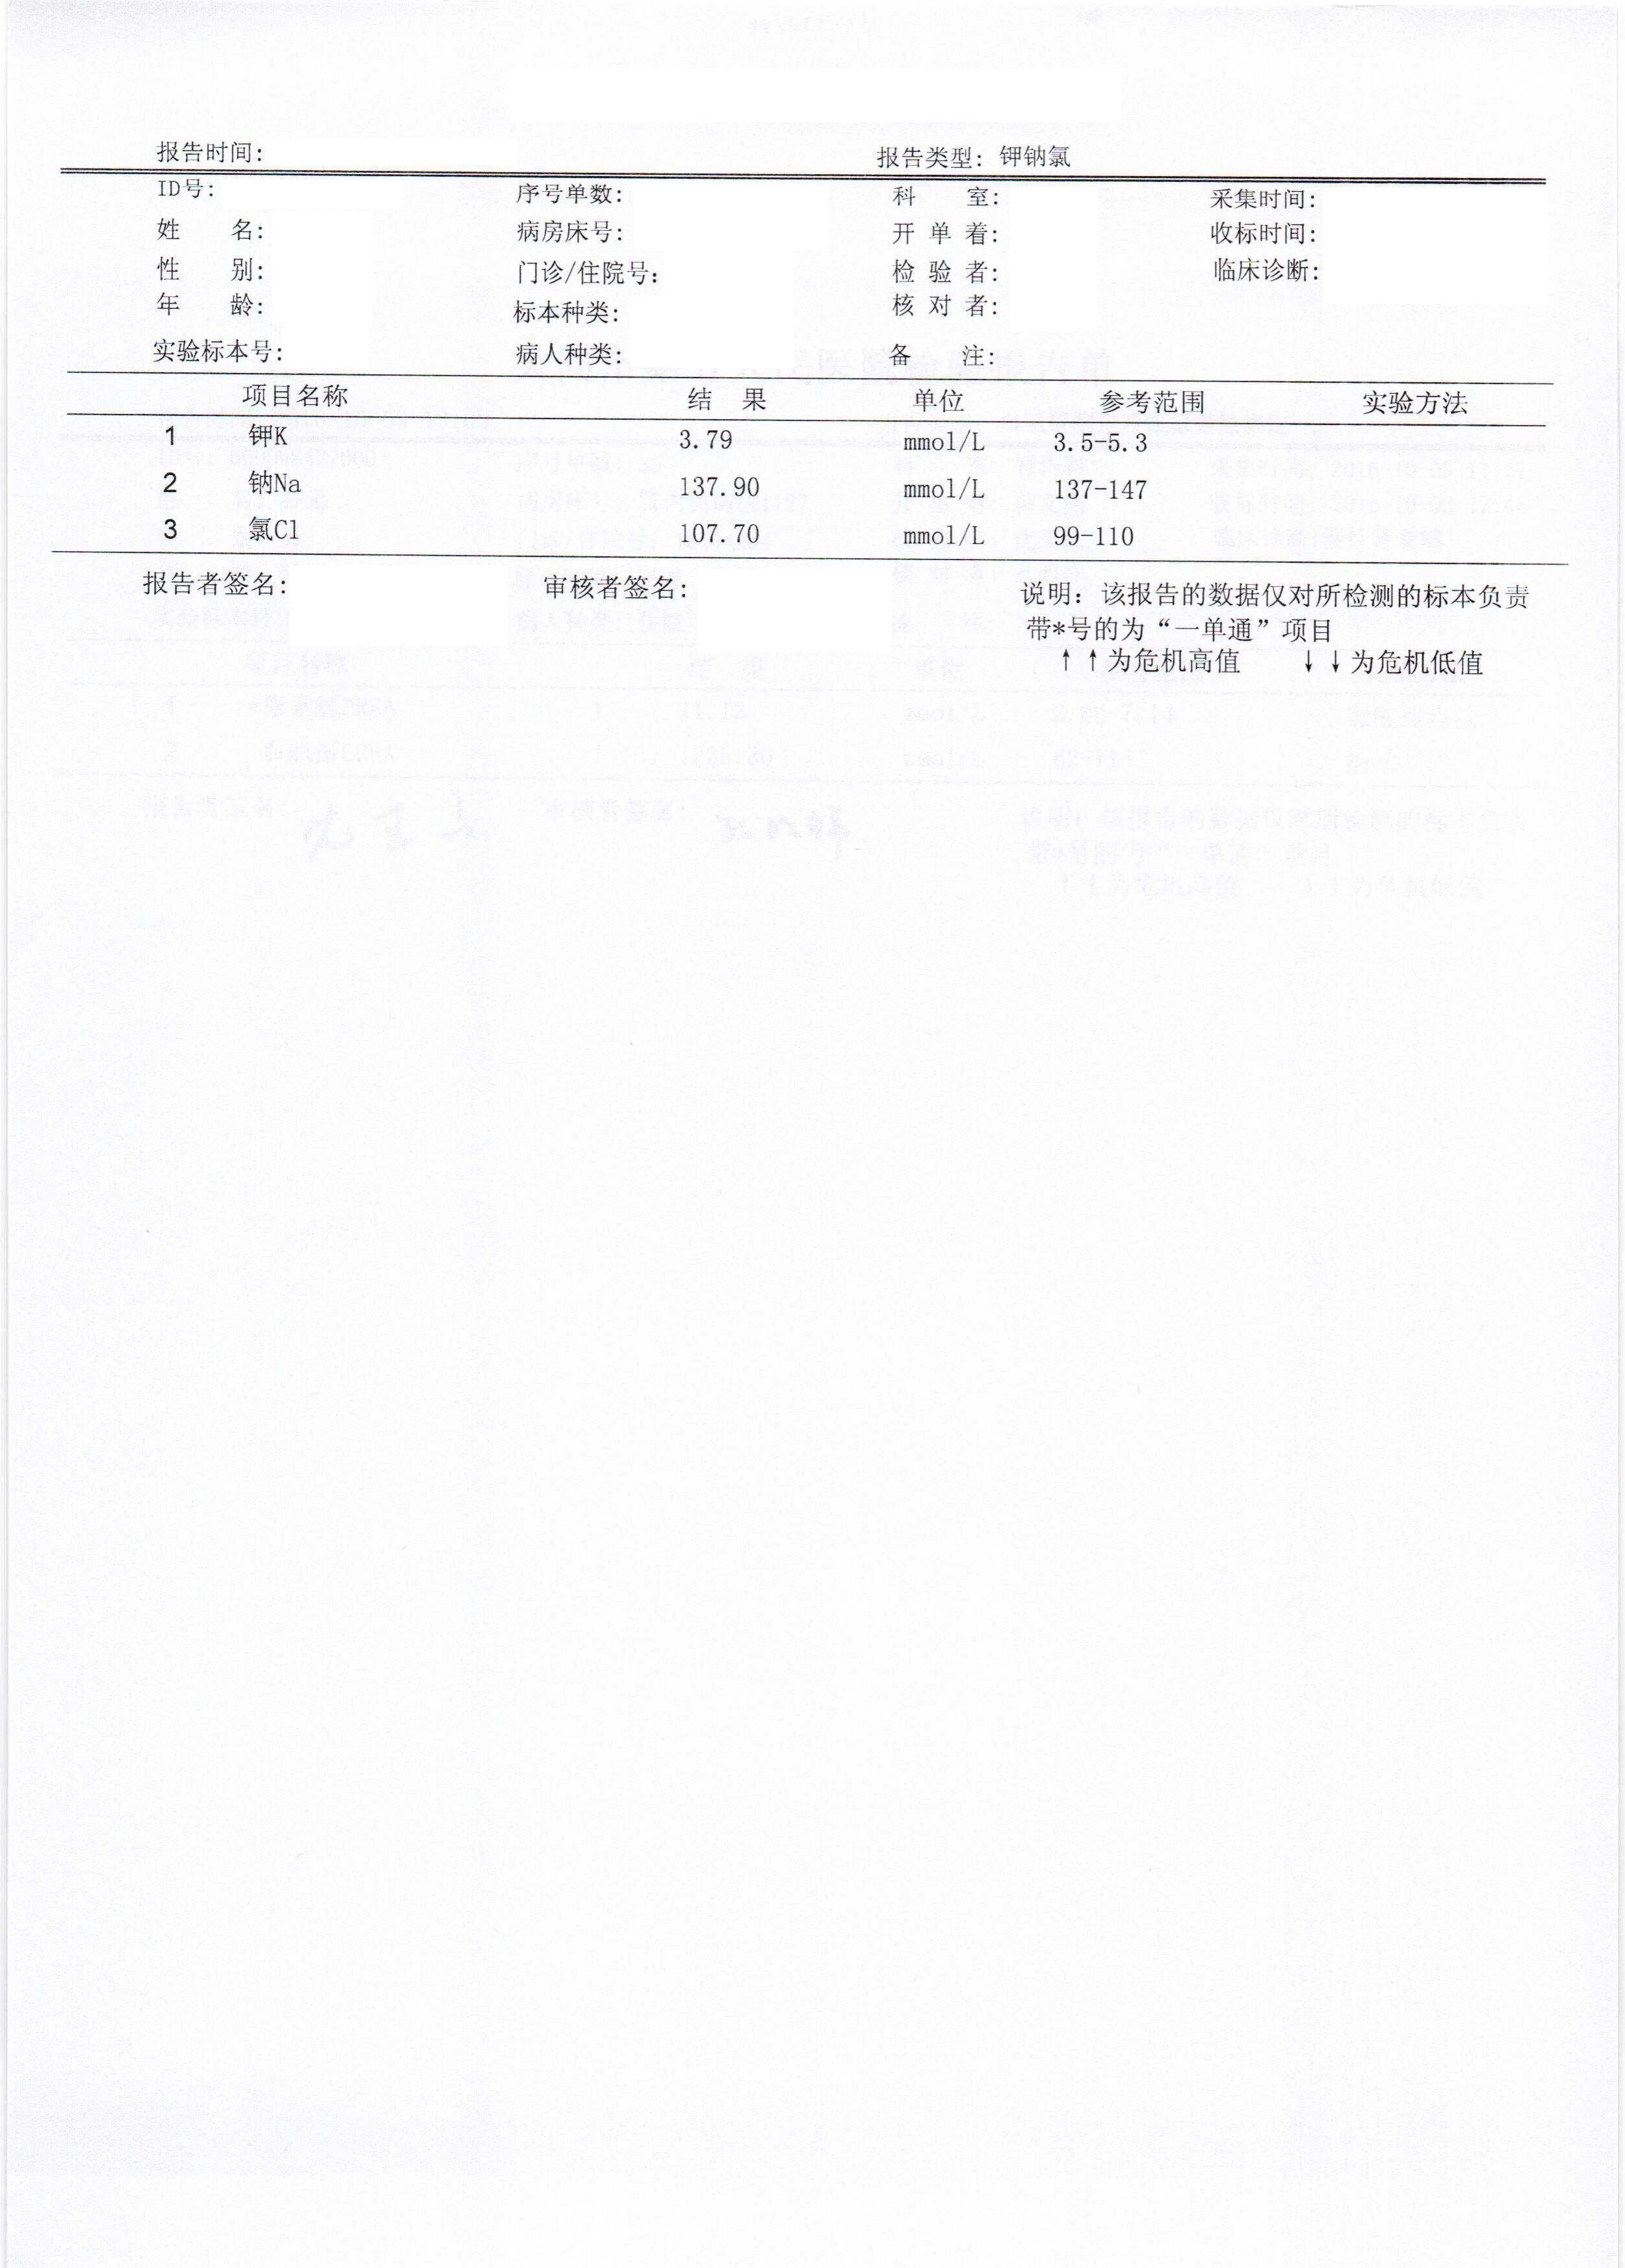 报告时间: 报告类型: 钾钠氯
ID号: 序号单数: 科 室: 采集时间:
姓 名: 病房床号: 开 单 着: 收标时间:
性 别: 门诊/住院号: 检 验 者: 临床诊断:
年 龄: 标本种类: 核 对 者:
实验标本号: 病人种类: 备 注:
项目名称 结 果 单位 参考范围 实验方法
1 钾K 3.79 mmol/L 3.5-5.3
2 钠Na 137.90 mmol/L 137-147
3 氯Cl 107.70 mmol/L 99-110
报告者签名: 审核者签名: 说明: 该报告的数据仅对所检测的标本负责
带*号的为“一单通”项目
↑↑为危机高值 ↓↓为危机低值